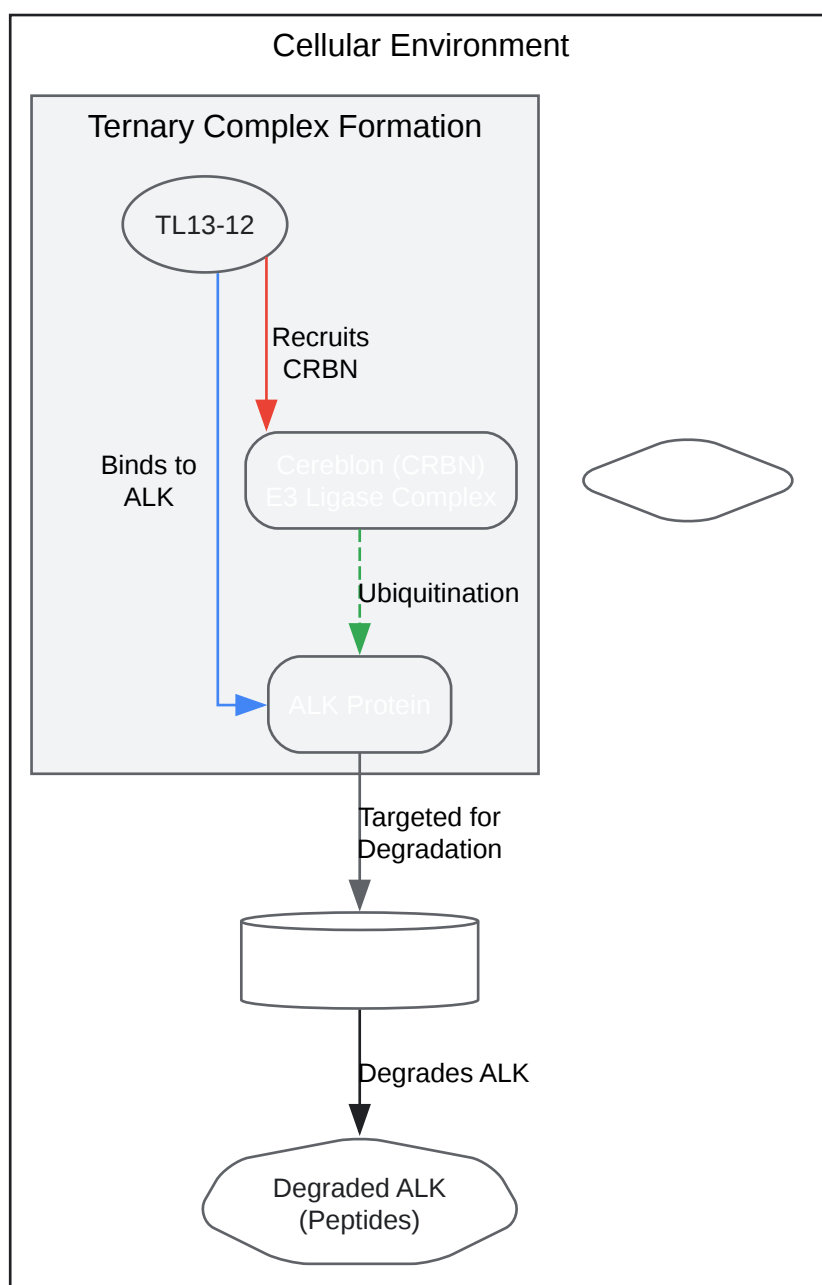 Cellular Environment
Ternary Complex Formation
TL13-12
Recruits
CRBN
Binds to
ALK
Cereblon (CRBN)
E3 Ligase Complex
Ubiquitination
ALK Protein
Targeted for
Degradation
Degrades ALK
Degraded ALK
(Peptides)